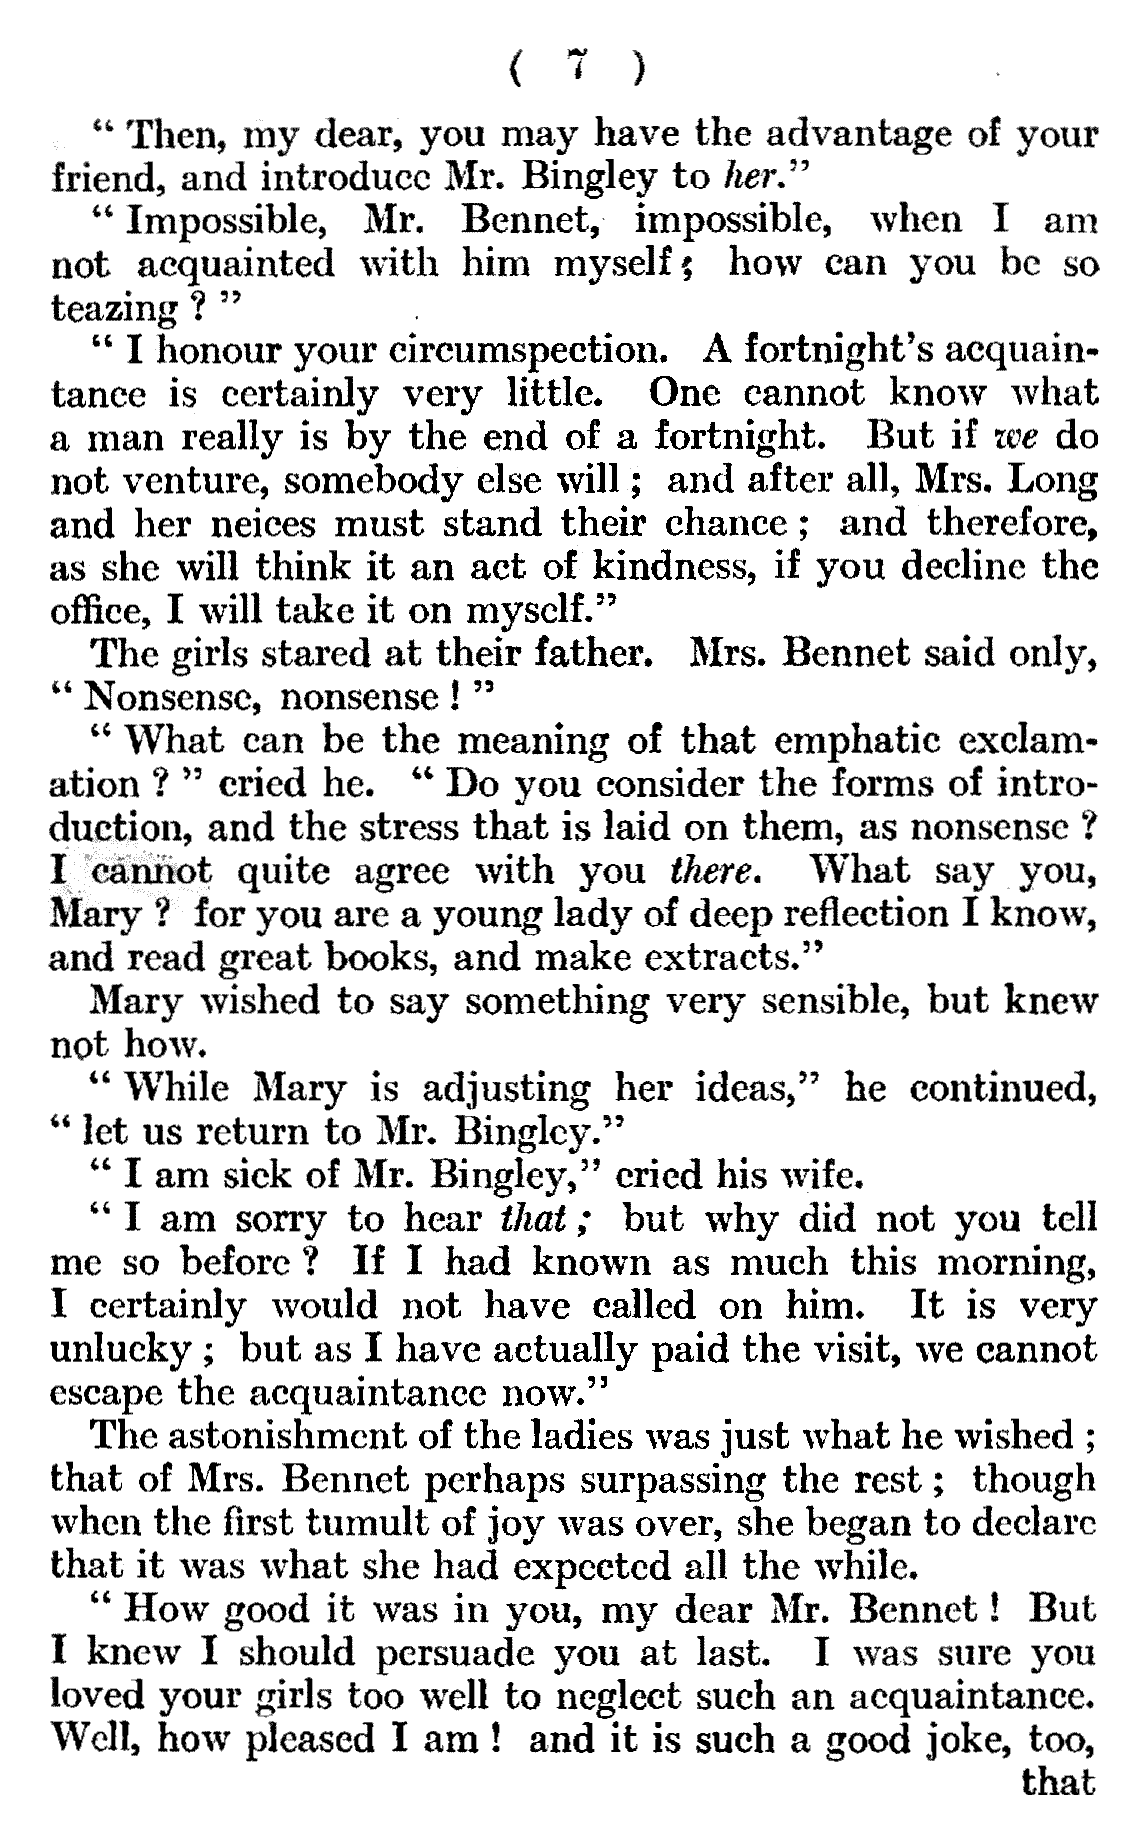 ( 7 )
“ Then, my dear, you may have the advantage of your
friend, and introduce Mr. Bingley to her.”
“ Impossible, Mr. Bennet, impossible, when I am
not acquainted with him myself; how can you be so
teazing ? ”
“ I honour your circumspection. A fortnight’s acquain-
tance is certainly very little. One cannot know what
a man really is by the end of a fortnight. But if we do
not venture, somebody else will ; and after all, Mrs. Long
and her neices must stand their chance ; and therefore,
as she will think it an act of kindness, if you decline the
office, I will take it on myself.”
The girls stared at their father. Mrs. Bennet said only,
“ Nonsense, nonsense ! ”
“ What can be the meaning of that emphatic exclam-
ation ? ” cried he. “ Do you consider the forms of intro-
duction, and the stress that is laid on them, as nonsense ?
I cannot quite agree with you there. What say you,
Mary ? for you are a young lady of deep reflection I know,
and read great books, and make extracts.”
Mary wished to say something very sensible, but knew
not how.
“ While Mary is adjusting her ideas,” he continued,
“ let us return to Mr. Bingley.”
“ I am sick of Mr. Bingley,” cried his wife.
“ I am sorry to hear that ; but why did not you tell
me so before ? If I had known as much this morning,
I certainly would not have called on him. It is very
unlucky ; but as I have actually paid the visit, we cannot
escape the acquaintance now.”
The astonishment of the ladies was just what he wished ;
that of Mrs. Bennet perhaps surpassing the rest ; though
when the first tumult of joy was over, she began to declare
that it was what she had expected all the while.
“ How good it was in you, my dear Mr. Bennet ! But
I knew I should persuade you at last. I was sure you
loved your girls too well to neglect such an acquaintance.
Well, how pleased I am ! and it is such a good joke, too,
that